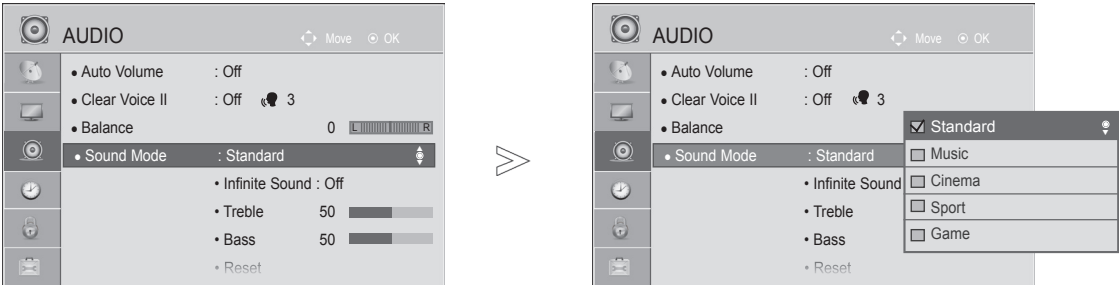 AUDIO
Move OK
• Auto Volume : Off
• Clear Voice II : Off 3
• Balance 0 L R
• Sound Mode : Standard
• Infinite Sound : Off
• Treble 50
• Bass 50
• Reset
AUDIO
Move OK
• Auto Volume : Off
• Clear Voice II : Off 3
• Balance
• Sound Mode : Standard
• Infinite Sound
• Treble
• Bass
• Reset
Standard
Music
Cinema
Sport
Game